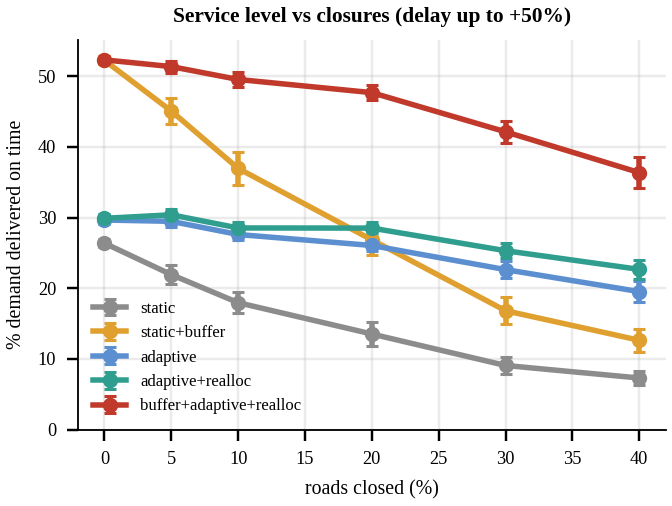 Service level vs closures (delay up to +50%)
% demand delivered on time
50
40
30
20
10
0
static
static+buffer
adaptive
adaptive+realloc
buffer+adaptive+realloc
0 5 10 15 20 25 30 35 40
roads closed (%)